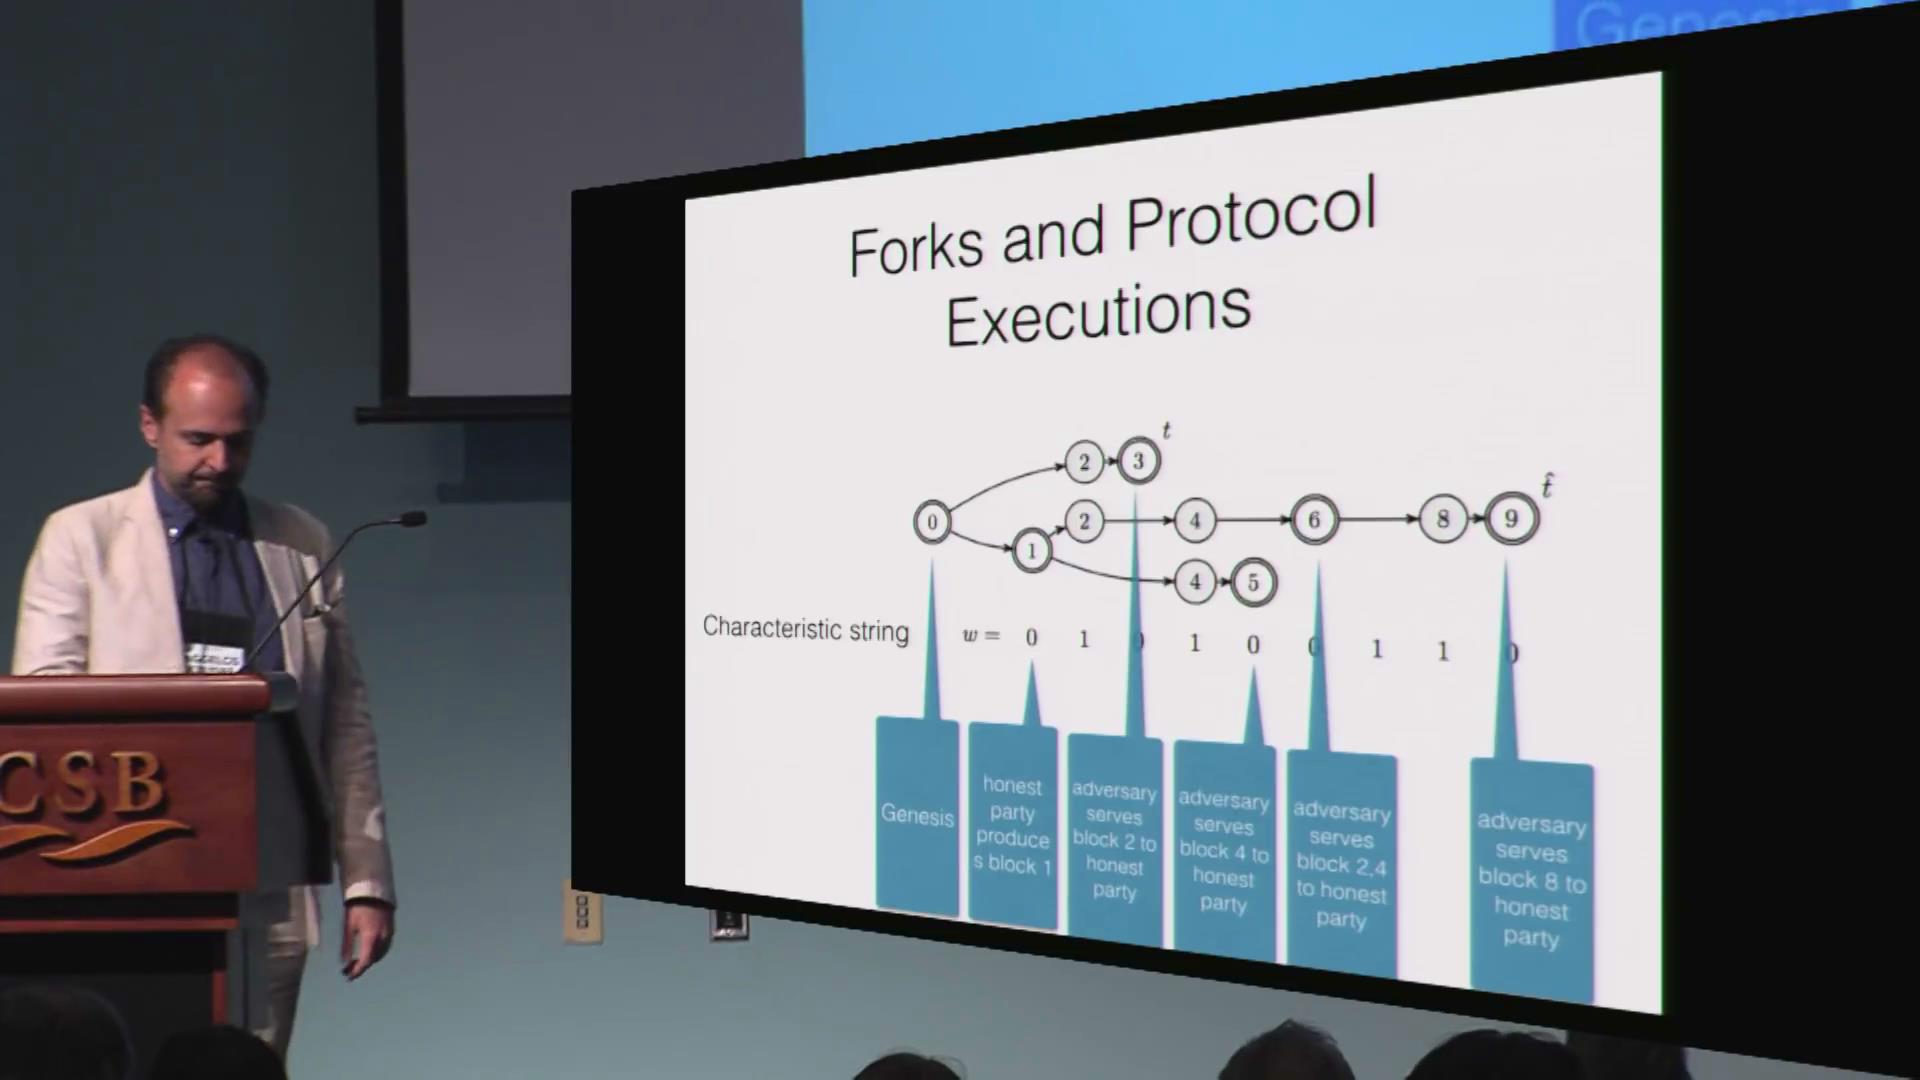 Forks and Protocol
Executions
t
2 3
t̂
0 2 4 6 8 9
1
4 5
Characteristic string w = 0 1 0 1 0 0 1 1 0
Genesis
honest
party
produce
s block 1
adversary
serves
block 2 to
honest
party
adversary
serves
block 4 to
honest
party
adversary
serves
block 2,4
to honest
party
adversary
serves
block 8 to
honest
party
CSB